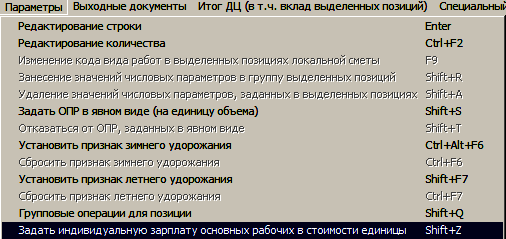 Параметры Выходные документы Итог ДЦ (в т.ч. вклад выделенных позиций) Специальный
Редактирование строки Enter
Редактирование количества Ctrl+F2
Изменение кода вида работ в выделенных позициях локальной сметы F9
Занесение значений числовых параметров в группу выделенных позиций Shift+R
Удаление значений числовых параметров, заданных в выделенных позициях Shift+A
Задать ОПР в явном виде (на единицу объема) Shift+S
Отказаться от ОПР, заданных в явном виде Shift+T
Установить признак зимнего удорожания Ctrl+Alt+F6
Сбросить признак зимнего удорожания Ctrl+F6
Установить признак летнего удорожания Shift+F7
Сбросить признак летнего удорожания Ctrl+F7
Групповые операции для позиции Shift+Q
Задать индивидуальную зарплату основных рабочих в стоимости единицы Shift+Z